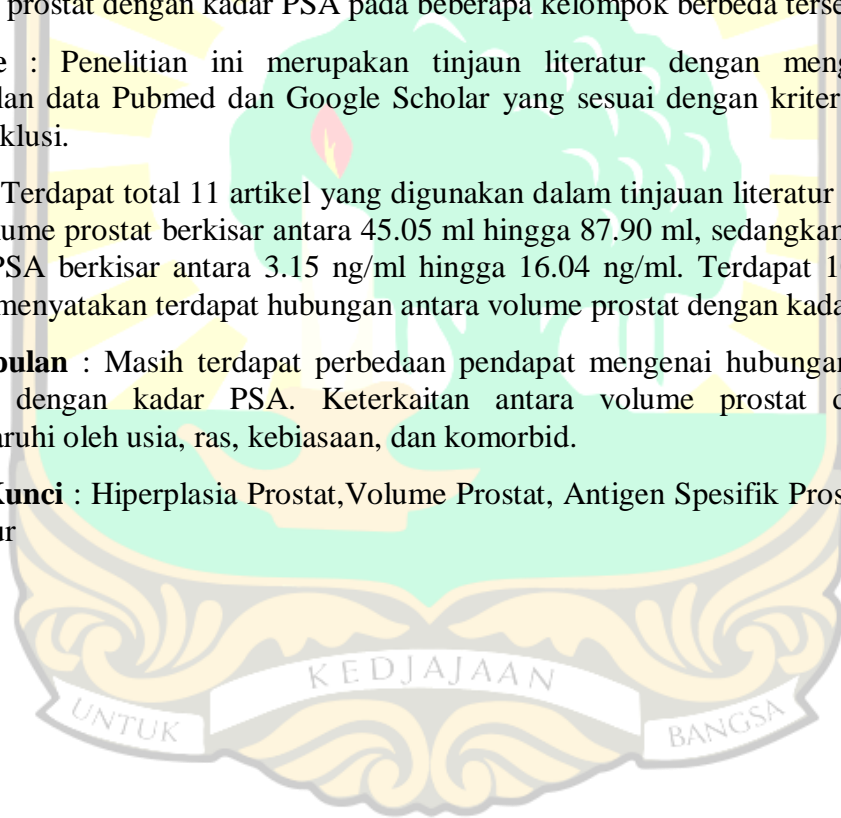 prostat dengan kadar PSA pada beberapa kelompok berbeda terse
e : Penelitian ini merupakan tinjaun literatur dengan meng
lan data Pubmed dan Google Scholar yang sesuai dengan kriter
klusi.
Terdapat total 11 artikel yang digunakan dalam tinjauan literatur
lume prostat berkisar antara 45.05 ml hingga 87.90 ml, sedangkan
PSA berkisar antara 3.15 ng/ml hingga 16.04 ng/ml. Terdapat 1
menyatakan terdapat hubungan antara volume prostat dengan kada
pulan : Masih terdapat perbedaan pendapat mengenai hubungan
dengan kadar PSA. Keterkaitan antara volume prostat d
aruhi oleh usia, ras, kebiasaan, dan komorbid.
Kunci : Hiperplasia Prostat,Volume Prostat, Antigen Spesifik Pros
ur
KEDJAJAAN
UNTUK BANGSA